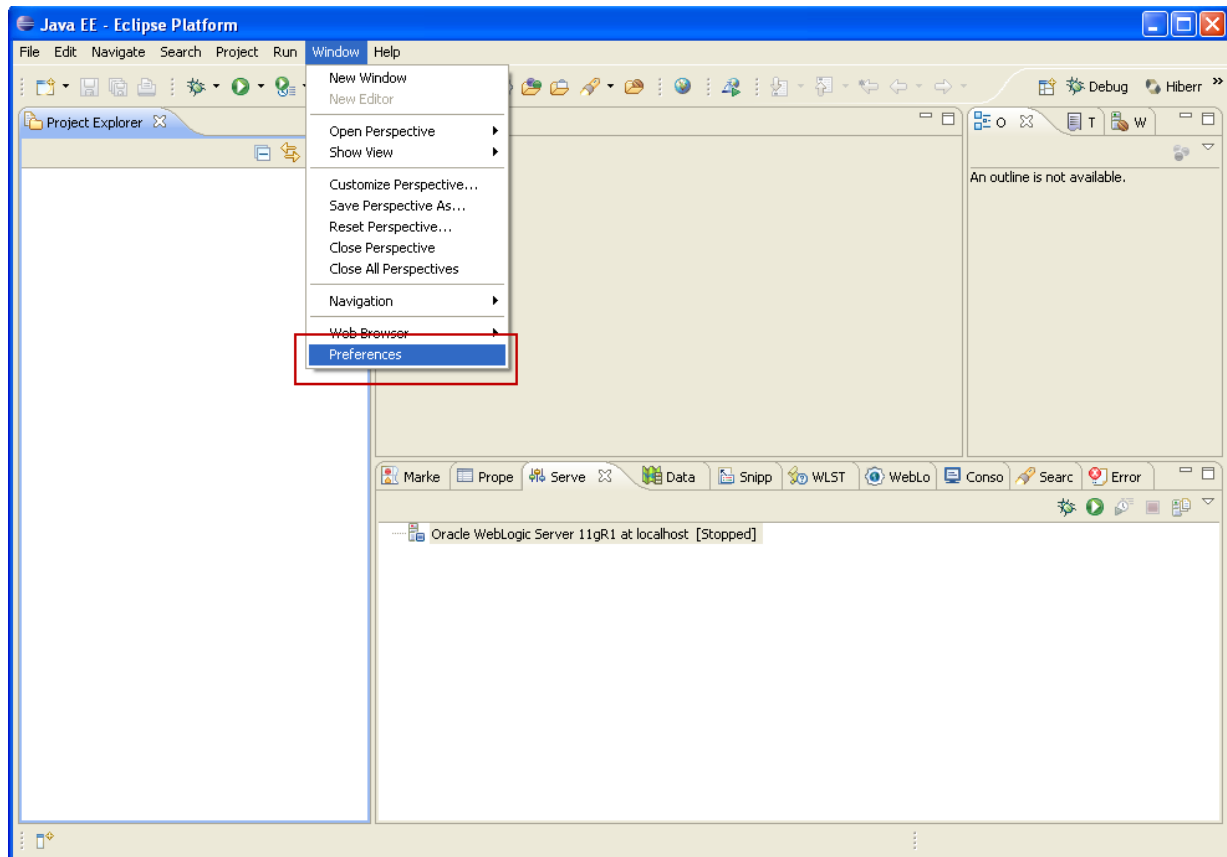 Java EE - Eclipse Platform
File Edit Navigate Search Project Run Window Help
Debug Hiberr »
Project Explorer
New Window
New Editor
Open Perspective
Show View
Customize Perspective...
Save Perspective As...
Reset Perspective...
Close Perspective
Close All Perspectives
Navigation
Web Browser
Preferences
O T W
An outline is not available.
Marke Prope Serve Data Snipp WLST WebLo Conso Searc Error
Oracle WebLogic Server 11gR1 at localhost [Stopped]